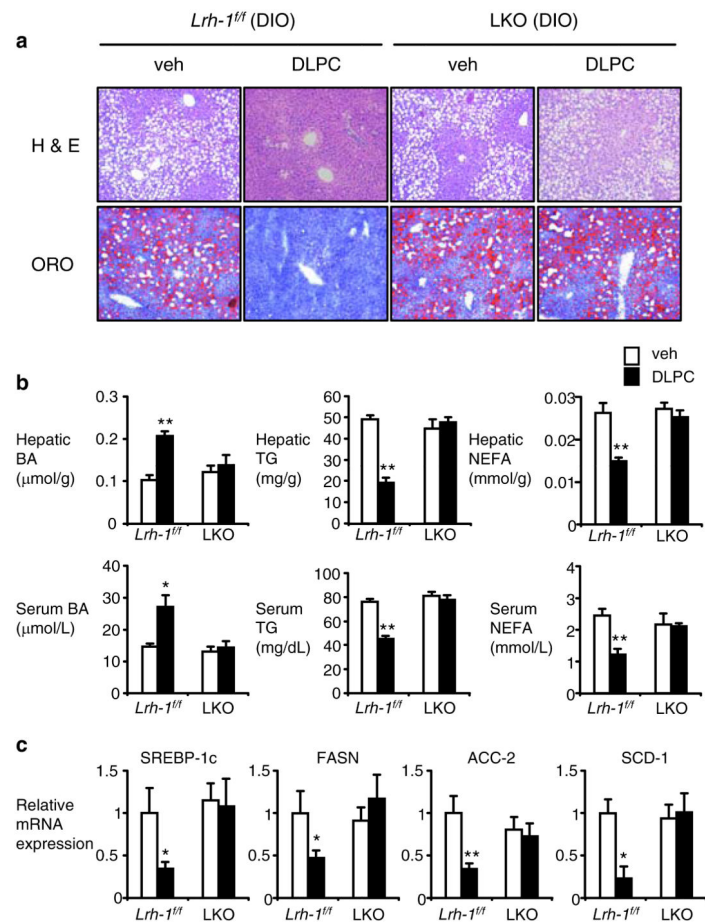 Lrh-1f/f (DIO) LKO (DIO)
a
veh DLPC veh DLPC
H & E
ORO
veh
DLPC
b
Hepatic BA (μmol/g)
0.3
0.2
0.1
0
Lrh-1f/f LKO
Hepatic TG (mg/g)
60
50
40
30
20
10
0
Lrh-1f/f LKO
Hepatic NEFA (mmol/g)
0.03
0.02
0.01
0
Lrh-1f/f LKO
**
**
**
Serum BA (μmol/L)
40
30
20
10
0
Lrh-1f/f LKO
Serum TG (mg/dL)
100
80
60
40
20
0
Lrh-1f/f LKO
Serum NEFA (mmol/L)
4
3
2
1
0
Lrh-1f/f LKO
*
**
**
c
SREBP-1c FASN ACC-2 SCD-1
Relative mRNA expression
1.5
1
0.5
0
Lrh-1f/f LKO
*
1.5
1
0.5
0
Lrh-1f/f LKO
*
1.5
1
0.5
0
Lrh-1f/f LKO
**
1.5
1
0.5
0
Lrh-1f/f LKO
*